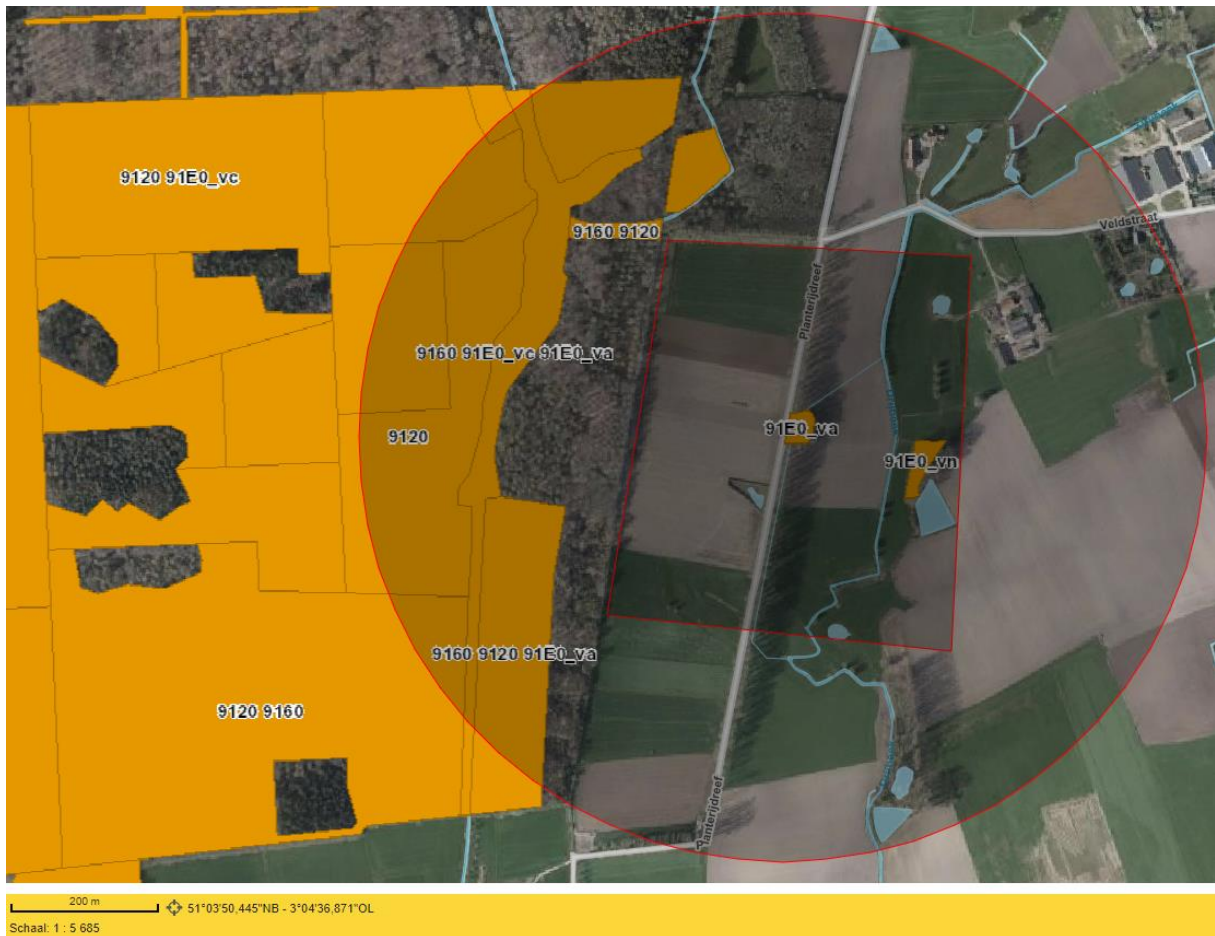 9120 91E0_vc
Veldstraat
9160 9120
Planterijdreef
9160 91E0_vc 91E0_va
91E0_va
9120
91E0_vn
9160 9120 91E0_va
9120 9160
Planterijdreef
200 m
51°03'50,445"NB - 3°04'36,871"OL
Schaal: 1 : 5 685